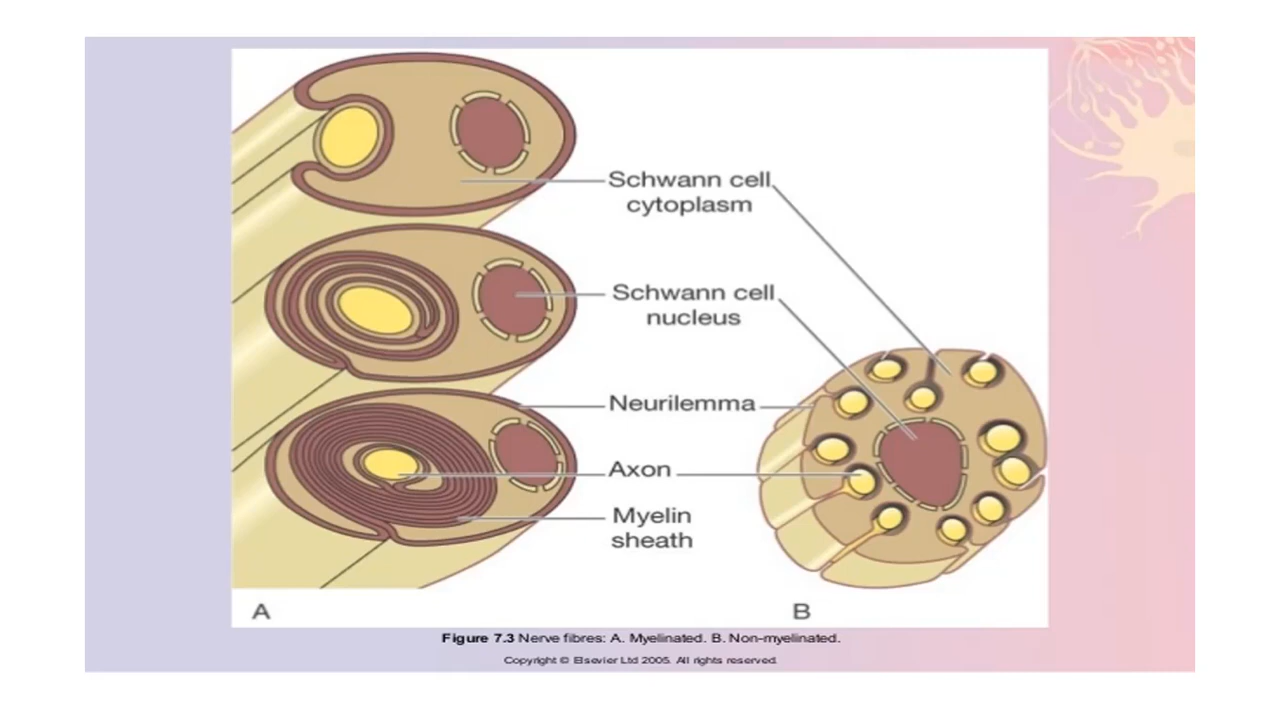 Schwann cell
cytoplasm
Schwann cell
nucleus
Neurilemma
Axon
Myelin
sheath
A
B
Figure 7.3 Nerve fibres: A. Myelinated. B. Non-myelinated.
Copyright © Elsevier Ltd 2005. All rights reserved.